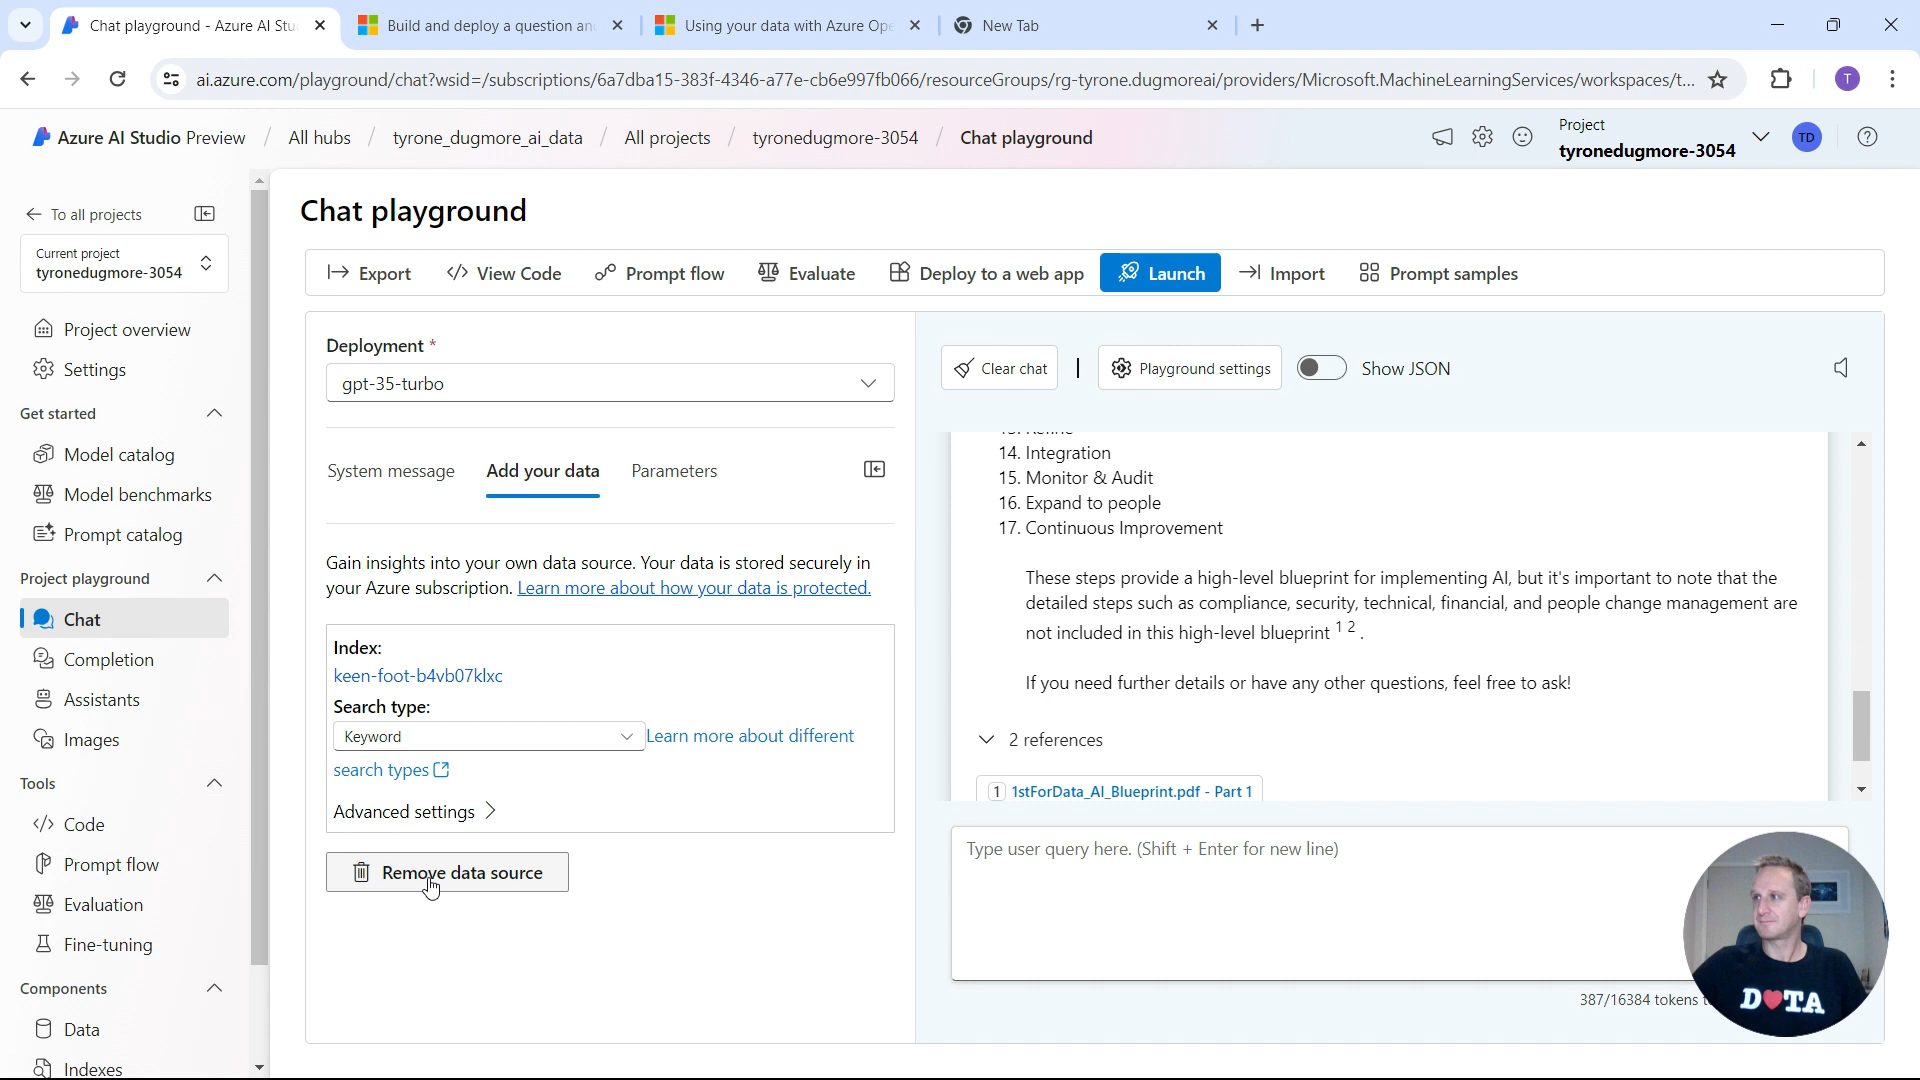 Chat playground - Azure AI Stu
Build and deploy a question an
Using your data with Azure Ope
New Tab
ai.azure.com/playground/chat?wsid=/subscriptions/6a7dba15-383f-4346-a77e-cb6e997fb066/resourceGroups/rg-tyrone.dugmoreai/providers/Microsoft.MachineLearningServices/workspaces/t...
T
Azure AI Studio Preview / All hubs / tyrone_dugmore_ai_data / All projects / tyronedugmore-3054 / Chat playground
Project
tyronedugmore-3054
TD
To all projects
Current project
tyronedugmore-3054
Project overview
Settings
Get started
Model catalog
Model benchmarks
Prompt catalog
Project playground
Chat
Completion
Assistants
Images
Tools
Code
Prompt flow
Evaluation
Fine-tuning
Components
Data
Indexes
Chat playground
Export
View Code
Prompt flow
Evaluate
Deploy to a web app
Launch
Import
Prompt samples
Deployment *
gpt-35-turbo
System message
Add your data
Parameters
Gain insights into your own data source. Your data is stored securely in
your Azure subscription. Learn more about how your data is protected.
Index:
keen-foot-b4vb07klxc
Search type:
Keyword
Learn more about different
search types
Advanced settings
Remove data source
Clear chat
Playground settings
Show JSON
14. Integration
15. Monitor & Audit
16. Expand to people
17. Continuous Improvement
These steps provide a high-level blueprint for implementing AI, but it's important to note that the
detailed steps such as compliance, security, technical, financial, and people change management are
not included in this high-level blueprint 1 2 .
If you need further details or have any other questions, feel free to ask!
2 references
1 1stForData_AI_Blueprint.pdf - Part 1
Type user query here. (Shift + Enter for new line)
387/16384 tokens
D♥TA